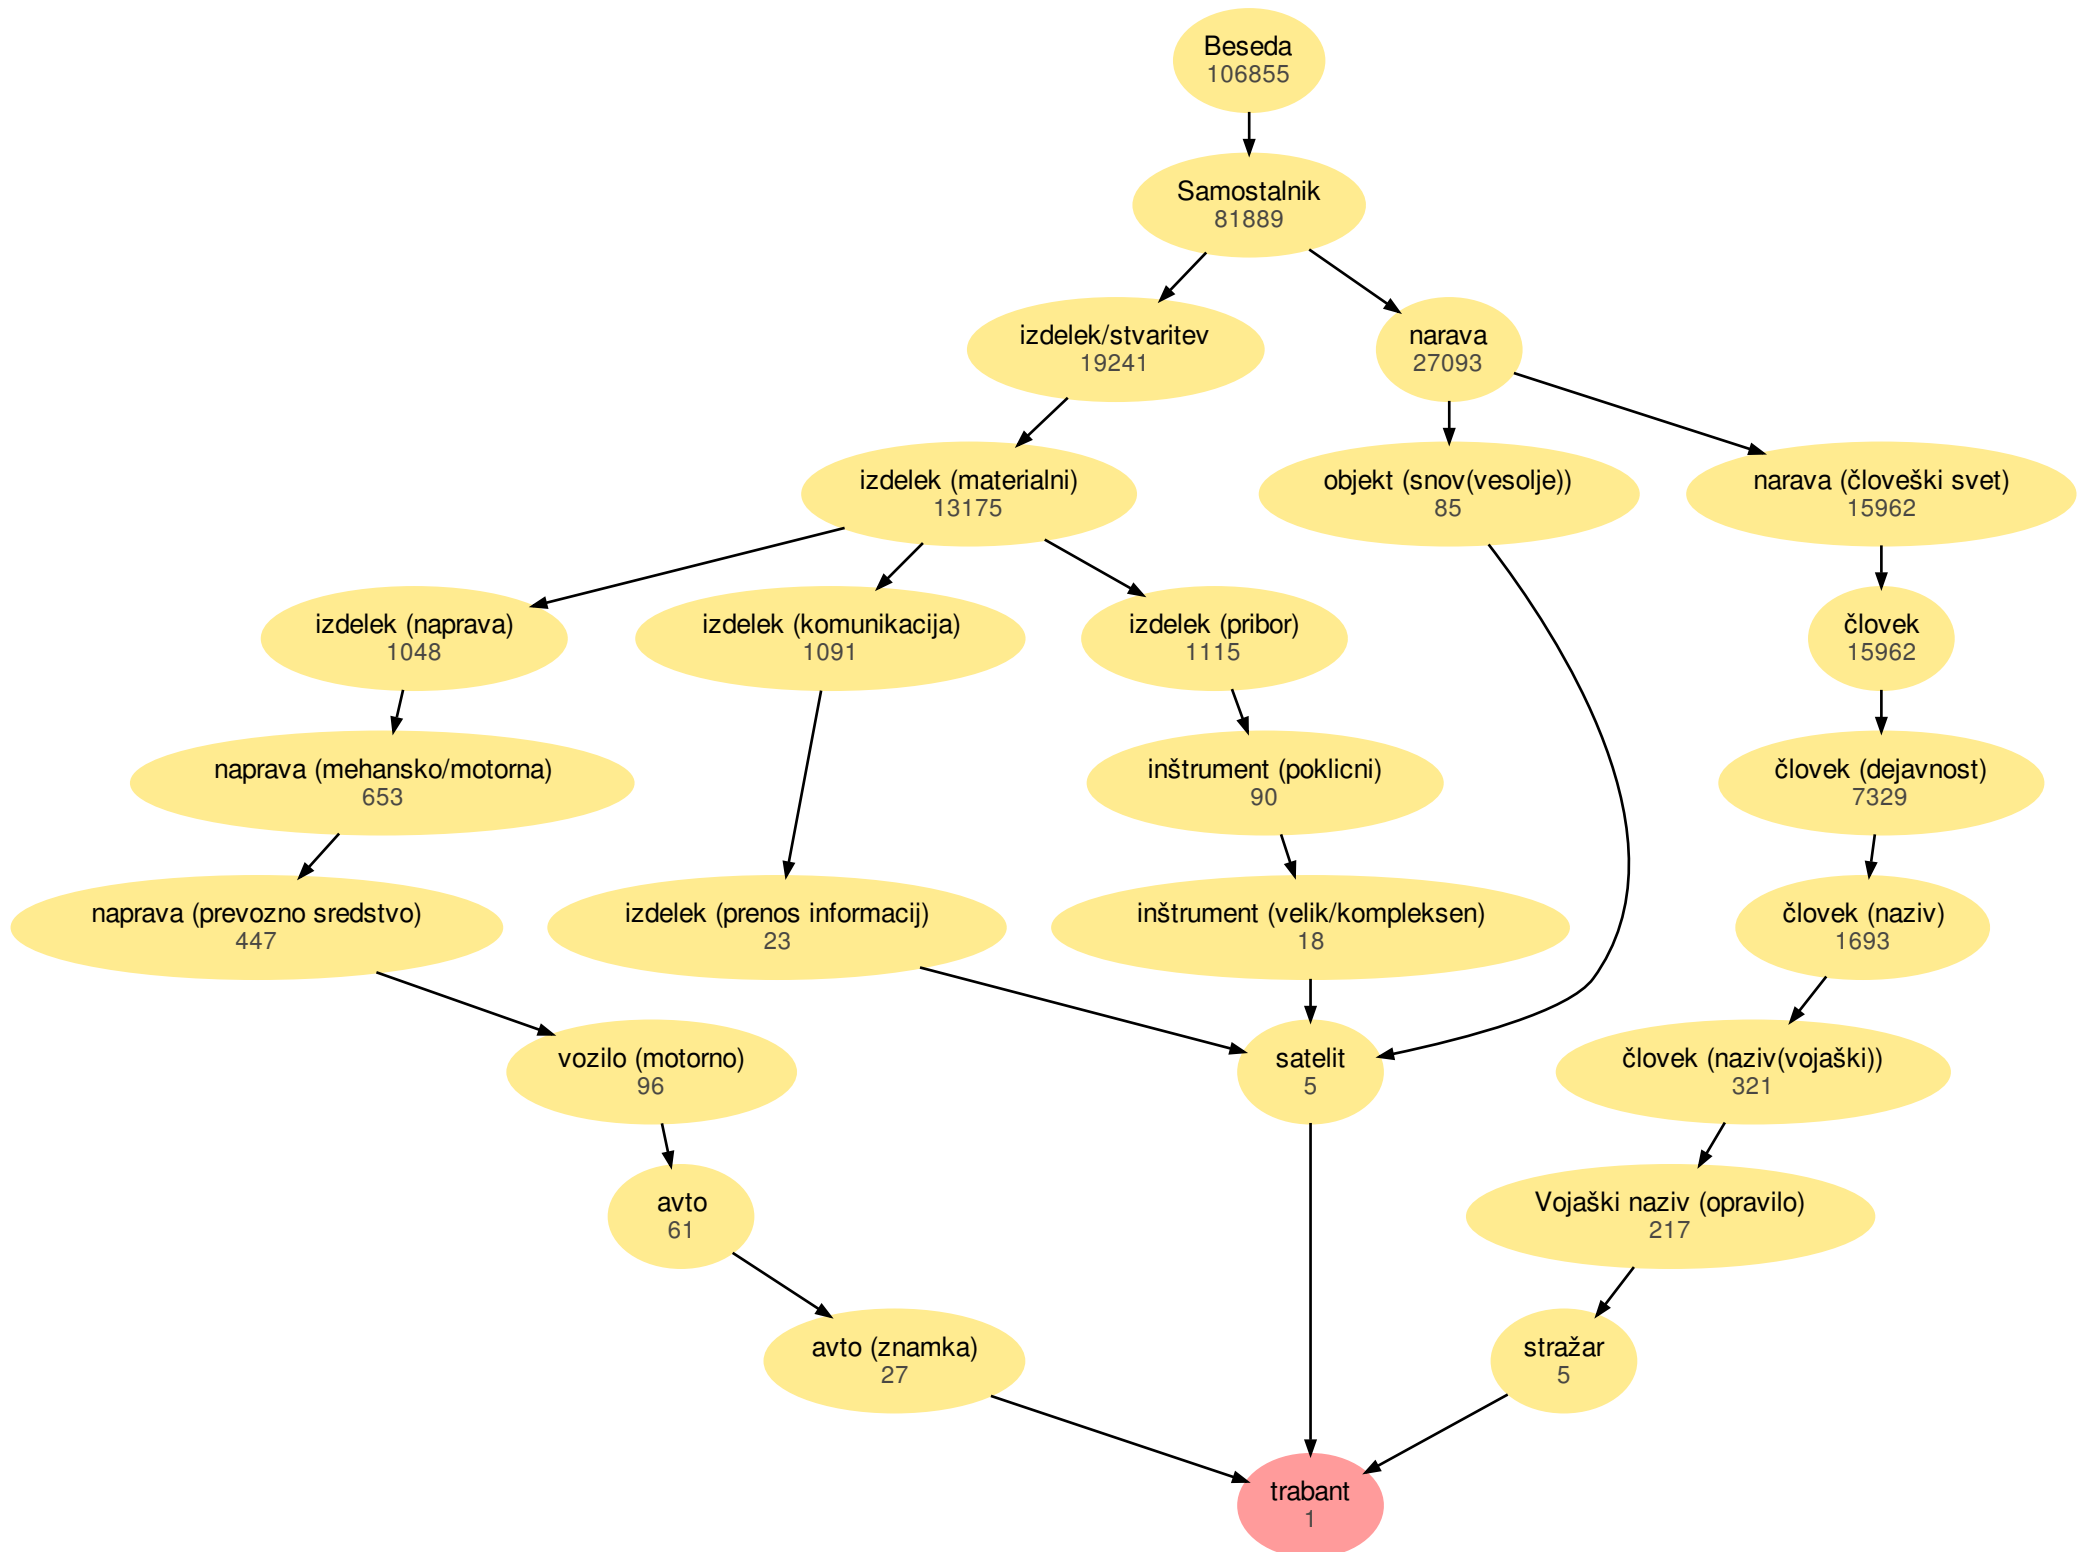 Beseda
106855
Samostalnik
81889
izdelek/stvaritev
19241
narava
27093
izdelek (materialni)
13175
objekt (snov(vesolje))
85
narava (človeški svet)
15962
izdelek (naprava)
1048
izdelek (komunikacija)
1091
izdelek (pribor)
1115
človek
15962
naprava (mehansko/motorna)
653
inštrument (poklicni)
90
človek (dejavnost)
7329
naprava (prevozno sredstvo)
447
izdelek (prenos informacij)
23
inštrument (velik/kompleksen)
18
človek (naziv)
1693
vozilo (motorno)
96
satelit
5
človek (naziv(vojaški))
321
avto
61
Vojaški naziv (opravilo)
217
avto (znamka)
27
stražar
5
trabant
1